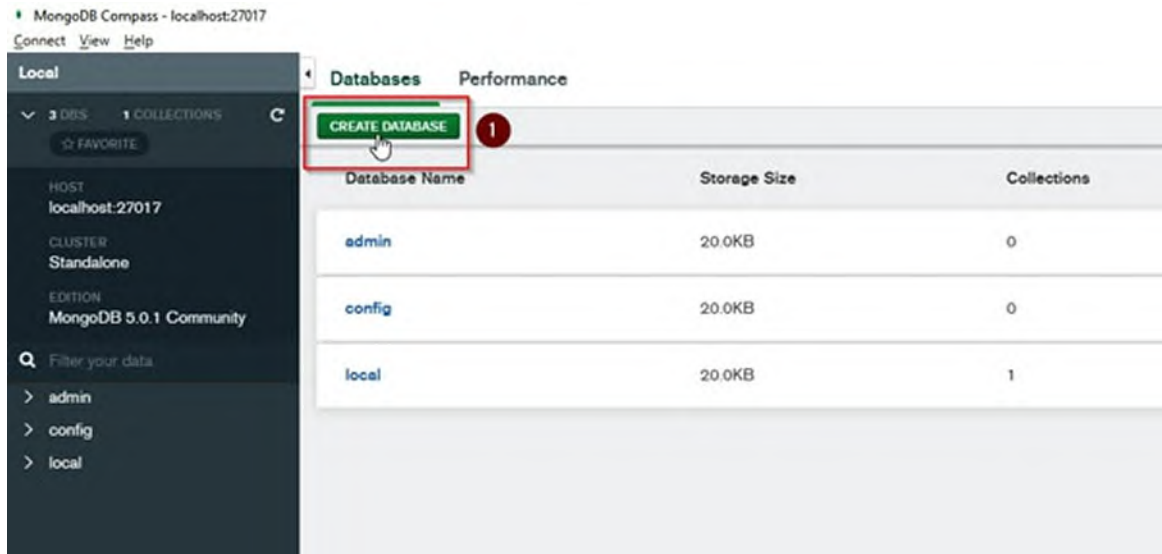 MongoDB Compass - localhost:27017
Connect View Help
Local
3 DBS 1 COLLECTIONS
☆ FAVORITE
HOST
localhost:27017
CLUSTER
Standalone
EDITION
MongoDB 5.0.1 Community
Filter your data
admin
config
local
Databases Performance
CREATE DATABASE 1
Database Name Storage Size Collections
admin 20.0KB 0
config 20.0KB 0
local 20.0KB 1